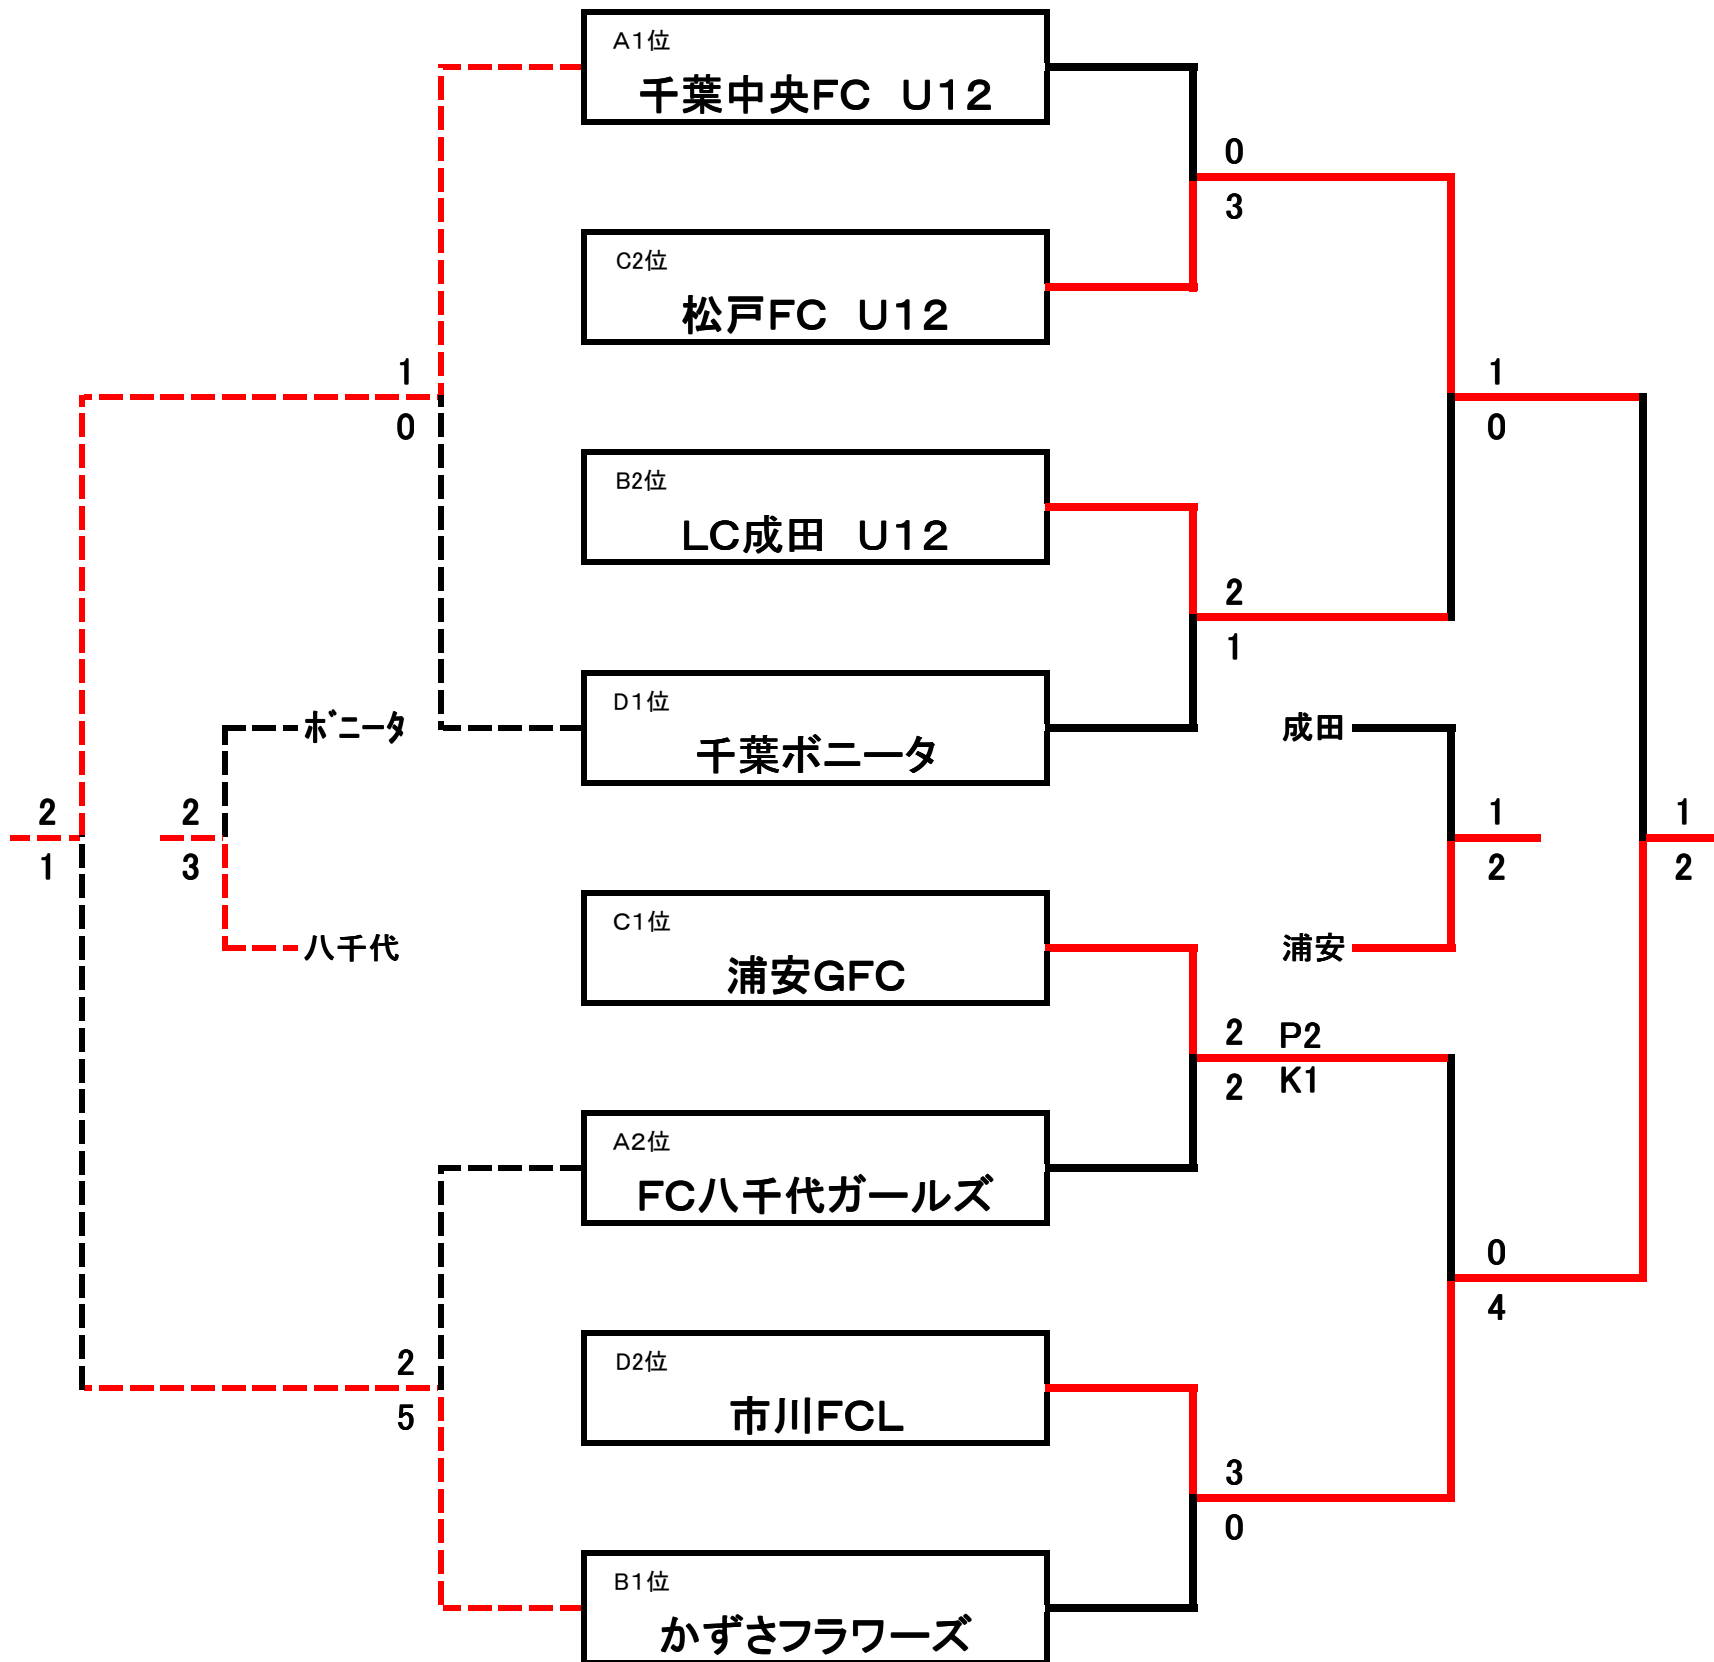 A1位
千葉中央FC　U12
0
3
C2位
松戸FC　U12
1
0
1
0
B2位
LC成田　U12
2
1
D1位
千葉ボニータ
ボニータ
成田
2
1
2
3
1
2
1
2
C1位
浦安GFC
八千代
浦安
2
2
P2
K1
A2位
FC八千代ガールズ
0
4
D2位
市川FCL
2
5
3
0
B1位
かずさフラワーズ